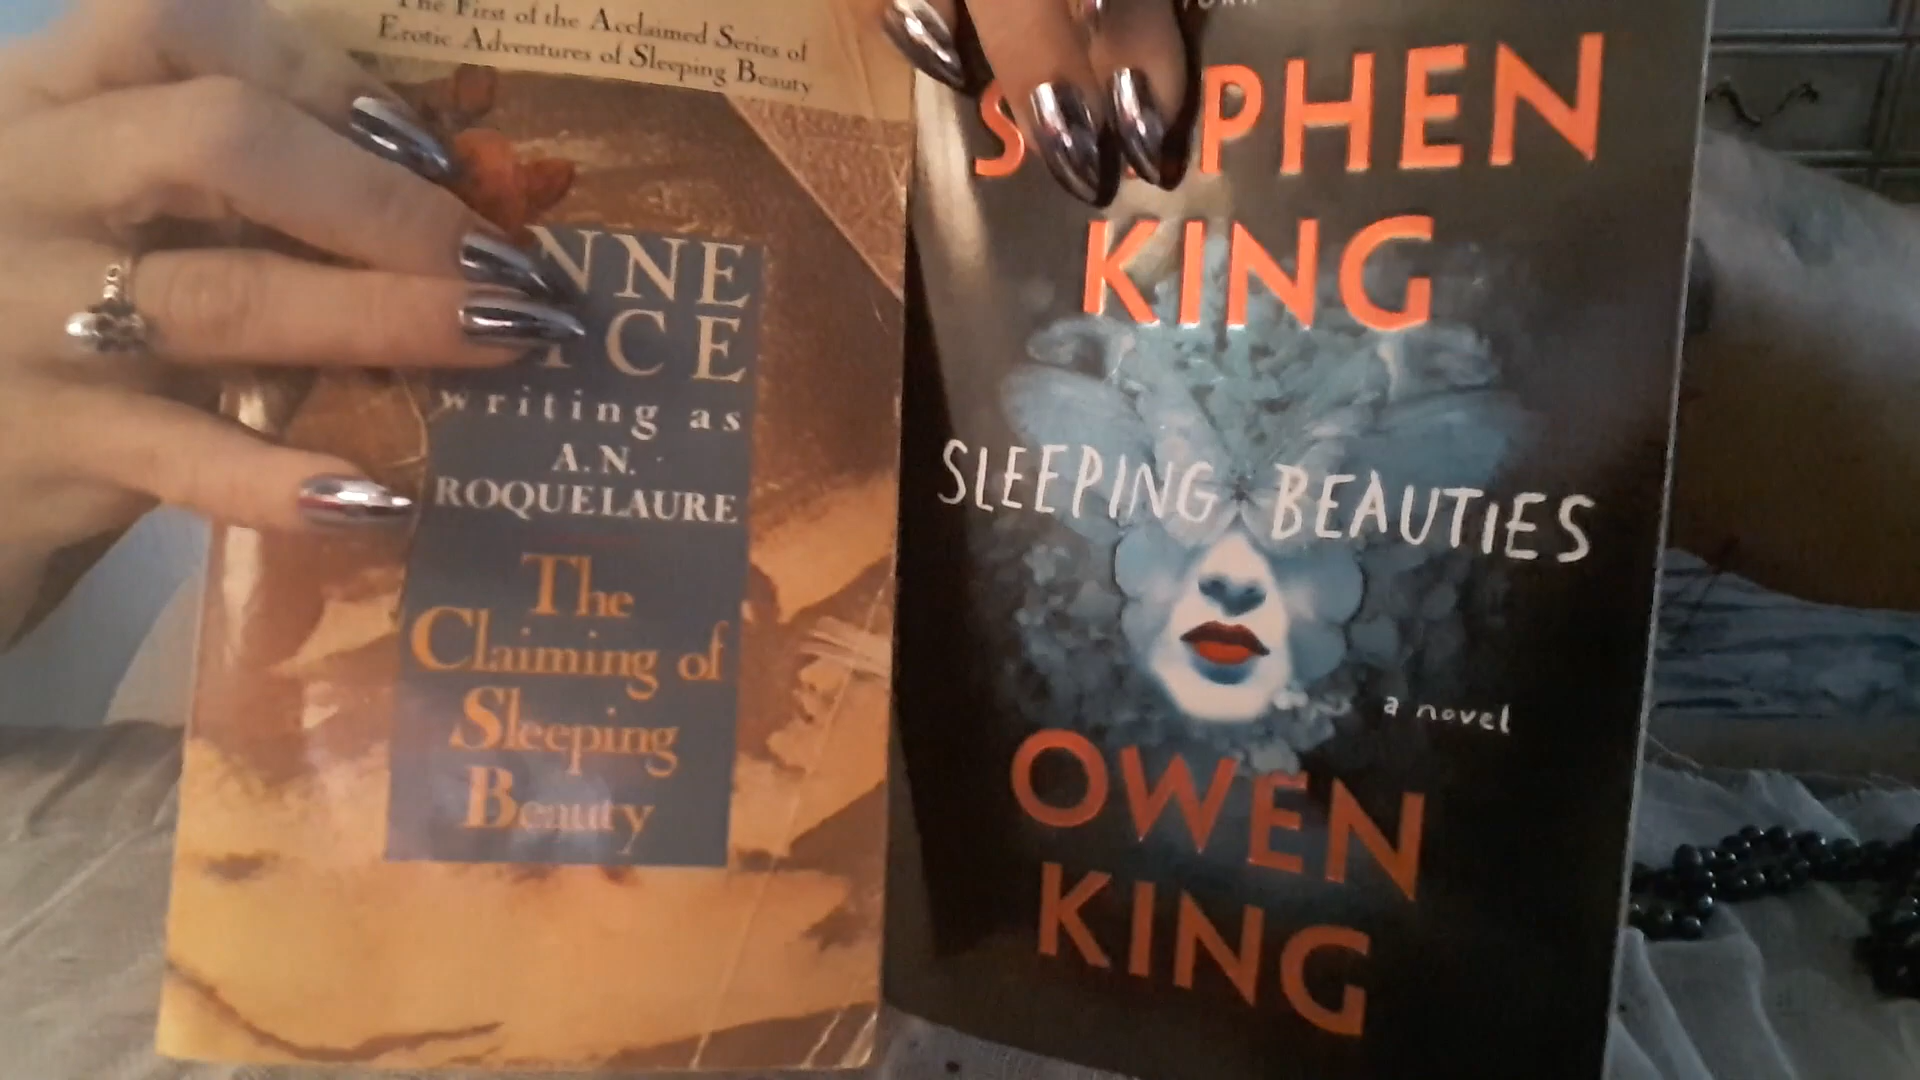 The First of the Acclaimed Series of
Erotic Adventures of Sleeping Beauty
NNE
ICE
writing as
A.N.
ROQUELAURE
The
Claiming of
Sleeping
Beauty
S PHEN
KING
SLEEPING BEAUTIES
a novel
OWEN
KING